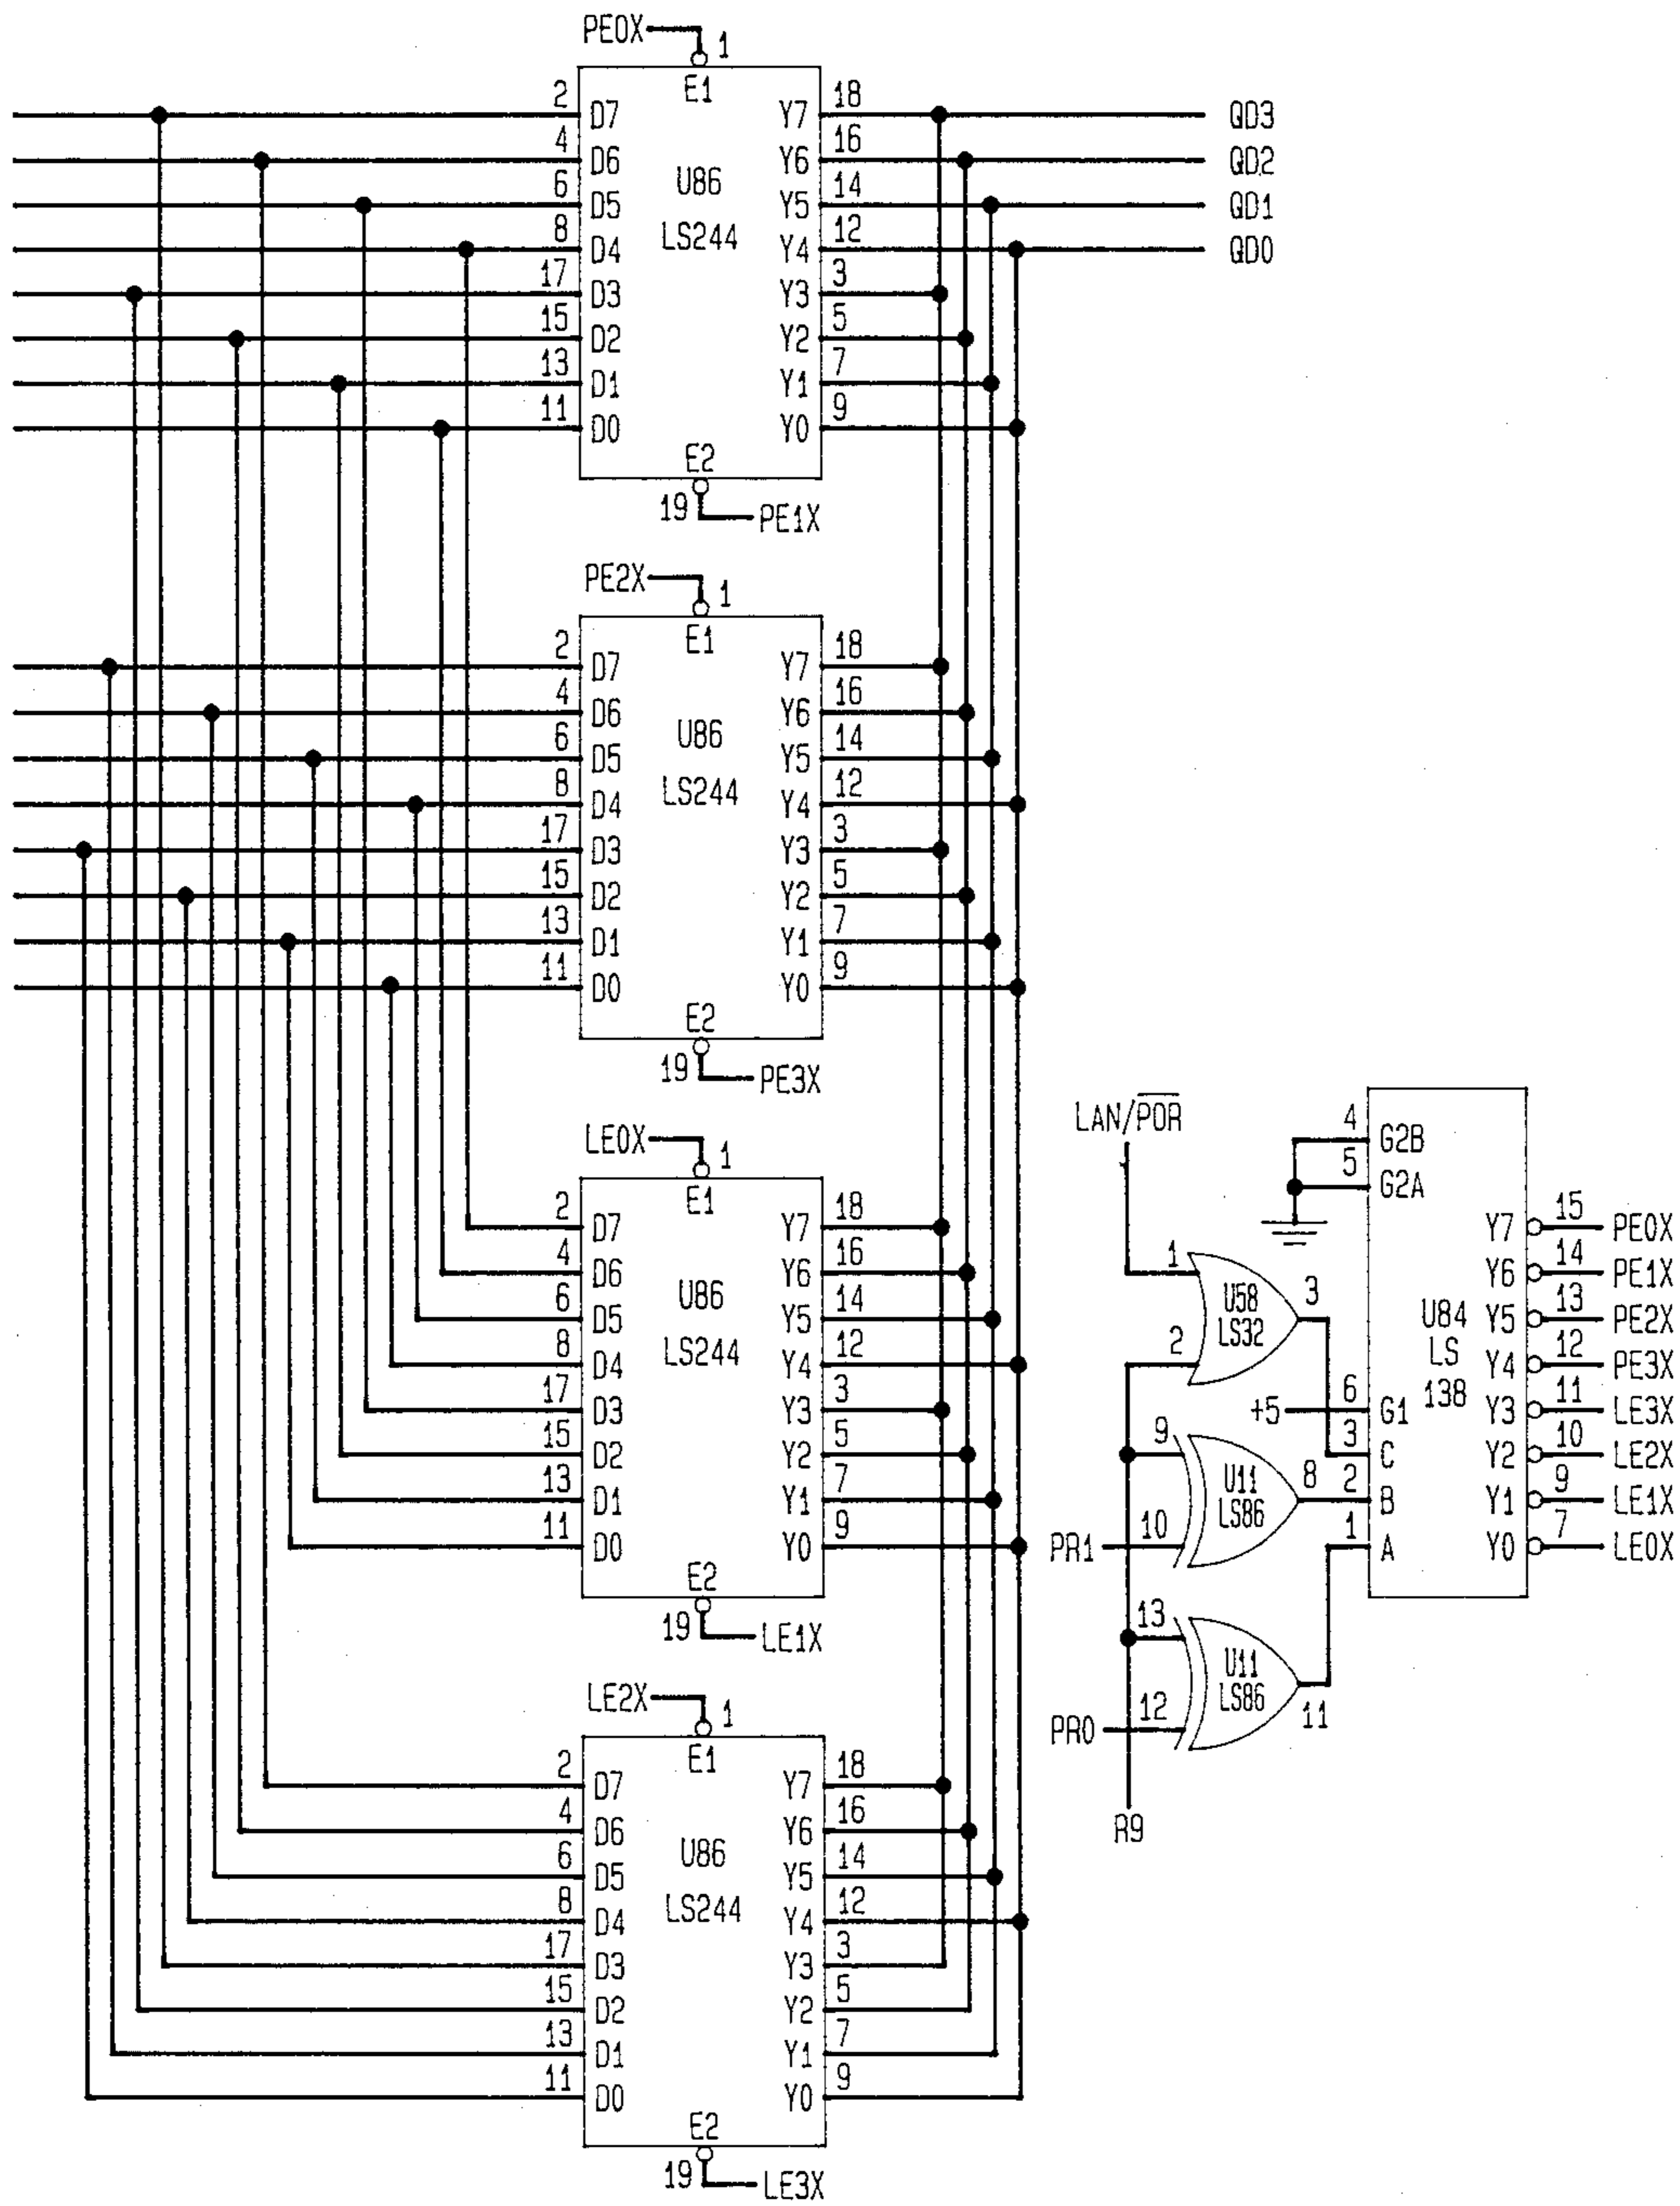 PE0X 1
E1
2 D7 Y7 18 QD3
4 D6 Y6 16 QD2
U86
6 D5 Y5 14 QD1
LS244
8 D4 Y4 12 QD0
17 D3 Y3 3
15 D2 Y2 5
13 D1 Y1 7
11 D0 Y0 9
E2
19 PE1X
PE2X 1
E1
2 D7 Y7 18
4 D6 Y6 16
U86
6 D5 Y5 14
LS244
8 D4 Y4 12
17 D3 Y3 3
15 D2 Y2 5
13 D1 Y1 7
11 D0 Y0 9
E2
19 PE3X
LE0X 1
E1
2 D7 Y7 18
4 D6 Y6 16
U86
6 D5 Y5 14
LS244
8 D4 Y4 12
17 D3 Y3 3
15 D2 Y2 5
13 D1 Y1 7
11 D0 Y0 9
E2
19 LE1X
LE2X 1
E1
2 D7 Y7 18
4 D6 Y6 16
U86
6 D5 Y5 14
LS244
8 D4 Y4 12
17 D3 Y3 3
15 D2 Y2 5
13 D1 Y1 7
11 D0 Y0 9
E2
19 LE3X
LAN/POR
1
2
U58
LS32
3
9
PR1 10
U11
LS86
8
13
PR0 12
U11
LS86
11
R9
4 G2B
5 G2A
+5 6 G1
3 C
2 B
1 A
U84
LS
138
Y7 15 PE0X
Y6 14 PE1X
Y5 13 PE2X
Y4 12 PE3X
Y3 11 LE3X
Y2 10 LE2X
Y1 9 LE1X
Y0 7 LE0X